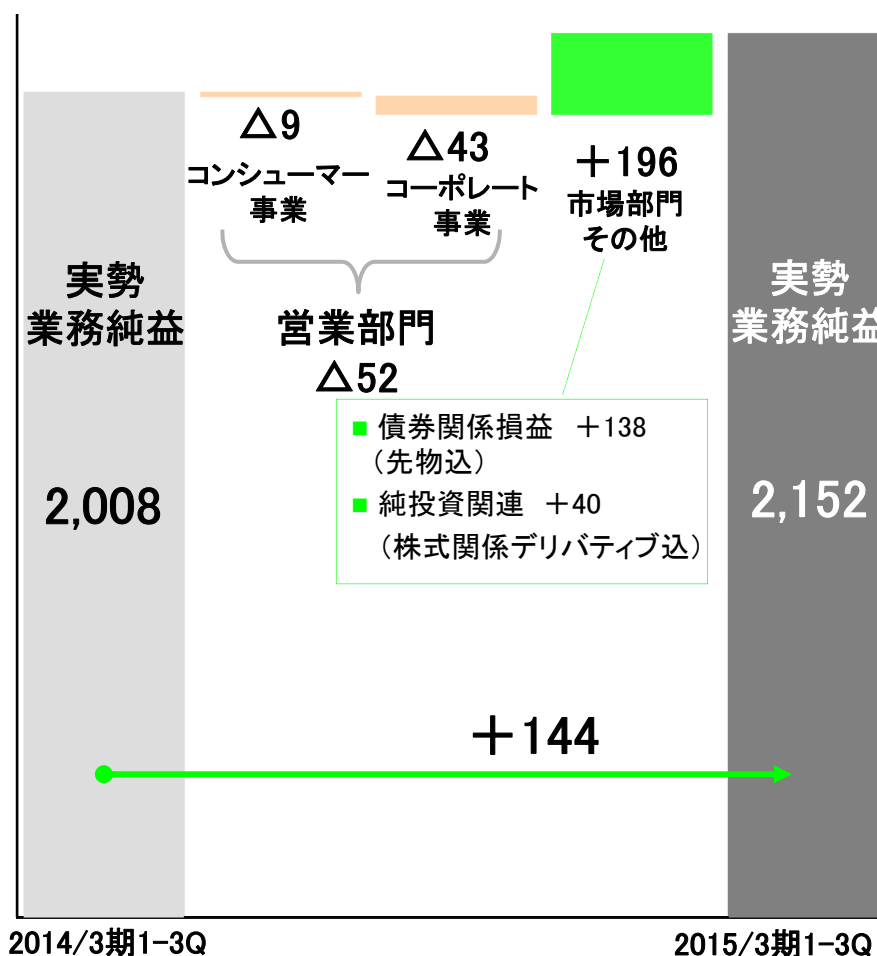 △9
コンシューマー
事業
△43
コーポレート
事業
＋196
市場部門
その他
実勢
業務純益
営業部門
△52
実勢
業務純益
■ 債券関係損益 ＋138
（先物込）
■ 純投資関連 ＋40
（株式関係デリバティブ込）
2,008
2,152
＋144
2014/3期1-3Q
2015/3期1-3Q